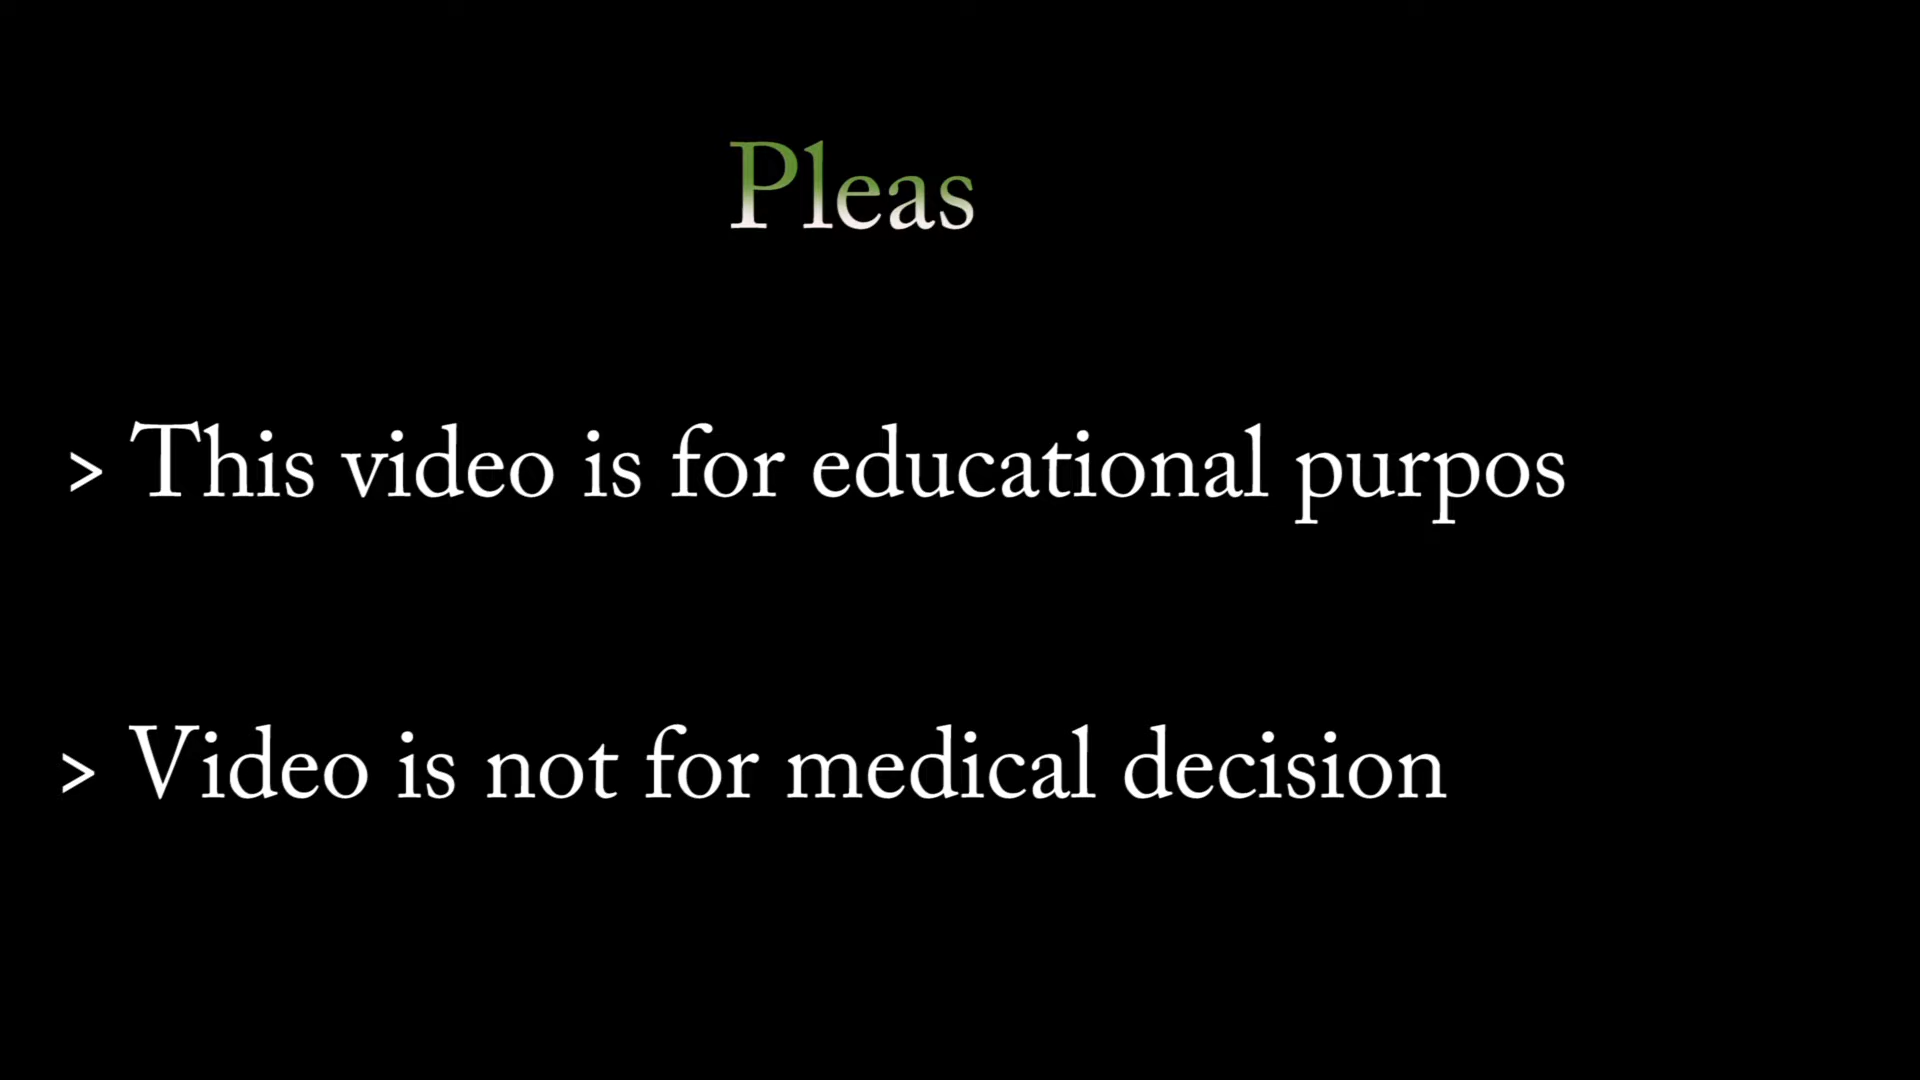 Pleas
> This video is for educational purpos
> Video is not for medical decision